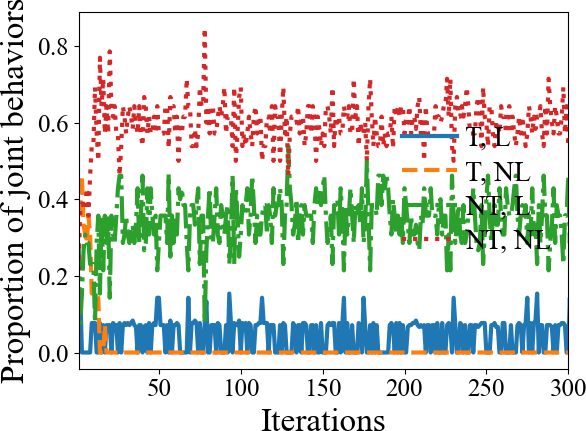 Proportion of joint behaviors
0.8
0.6
0.4
0.2
0.0
T, L
T, NL
NT, L
NT, NL
50
100
150
200
250
300
Iterations